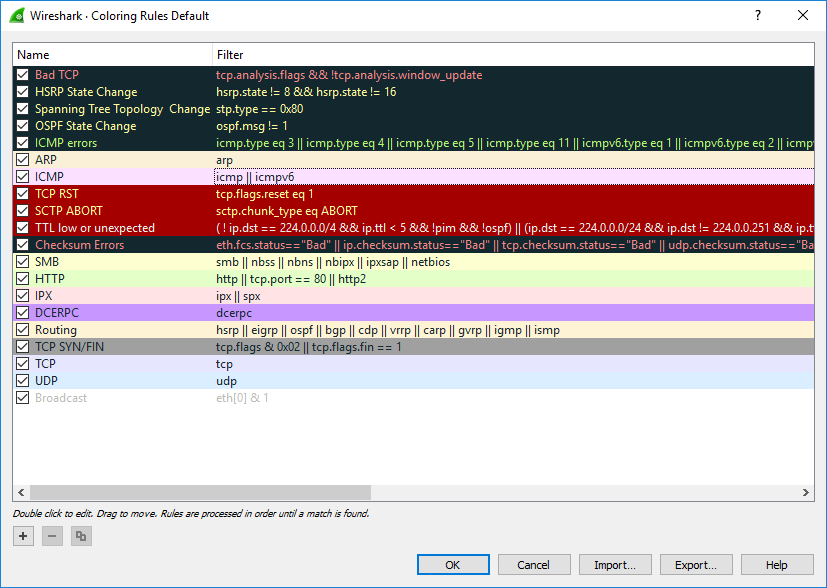 Wireshark · Coloring Rules Default
Name Filter
Bad TCP tcp.analysis.flags && !tcp.analysis.window_update
HSRP State Change hsrp.state != 8 && hsrp.state != 16
Spanning Tree Topology Change stp.type == 0x80
OSPF State Change ospf.msg != 1
ICMP errors icmp.type eq 3 || icmp.type eq 4 || icmp.type eq 5 || icmp.type eq 11 || icmpv6.type eq 1 || icmpv6.type eq 2 || icmpv
ARP arp
ICMP icmp || icmpv6
TCP RST tcp.flags.reset eq 1
SCTP ABORT sctp.chunk_type eq ABORT
TTL low or unexpected ( ! ip.dst == 224.0.0.0/4 && ip.ttl < 5 && !pim && !ospf) || (ip.dst == 224.0.0.0/24 && ip.dst != 224.0.0.251 && ip.t
Checksum Errors eth.fcs.status=="Bad" || ip.checksum.status=="Bad" || tcp.checksum.status=="Bad" || udp.checksum.status=="Ba
SMB smb || nbss || nbns || nbipx || ipxsap || netbios
HTTP http || tcp.port == 80 || http2
IPX ipx || spx
DCERPC dcerpc
Routing hsrp || eigrp || ospf || bgp || cdp || vrrp || carp || gvrp || igmp || ismp
TCP SYN/FIN tcp.flags & 0x02 || tcp.flags.fin == 1
TCP tcp
UDP udp
Broadcast eth[0] & 1
Double click to edit. Drag to move. Rules are processed in order until a match is found.
OK Cancel Import... Export... Help